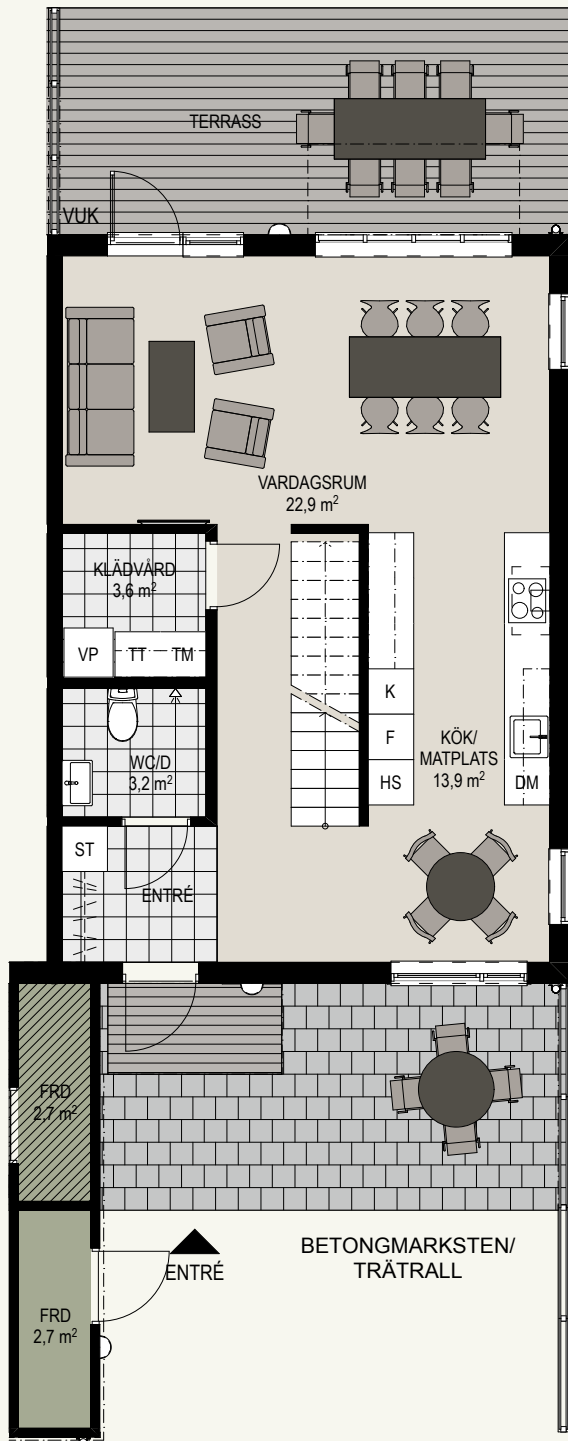 TERRASS
VUK
VARDAGSRUM
22,9 m²
KLÄDVÅRD
3,6 m²
VP
TT
TM
K
F
HS
KÖK/
MATPLATS
13,9 m²
DM
WC/D
3,2 m²
ST
ENTRÉ
FRD
2,7 m²
BETONGMARKSTEN/
TRÄTRALL
ENTRÉ
FRD
2,7 m²